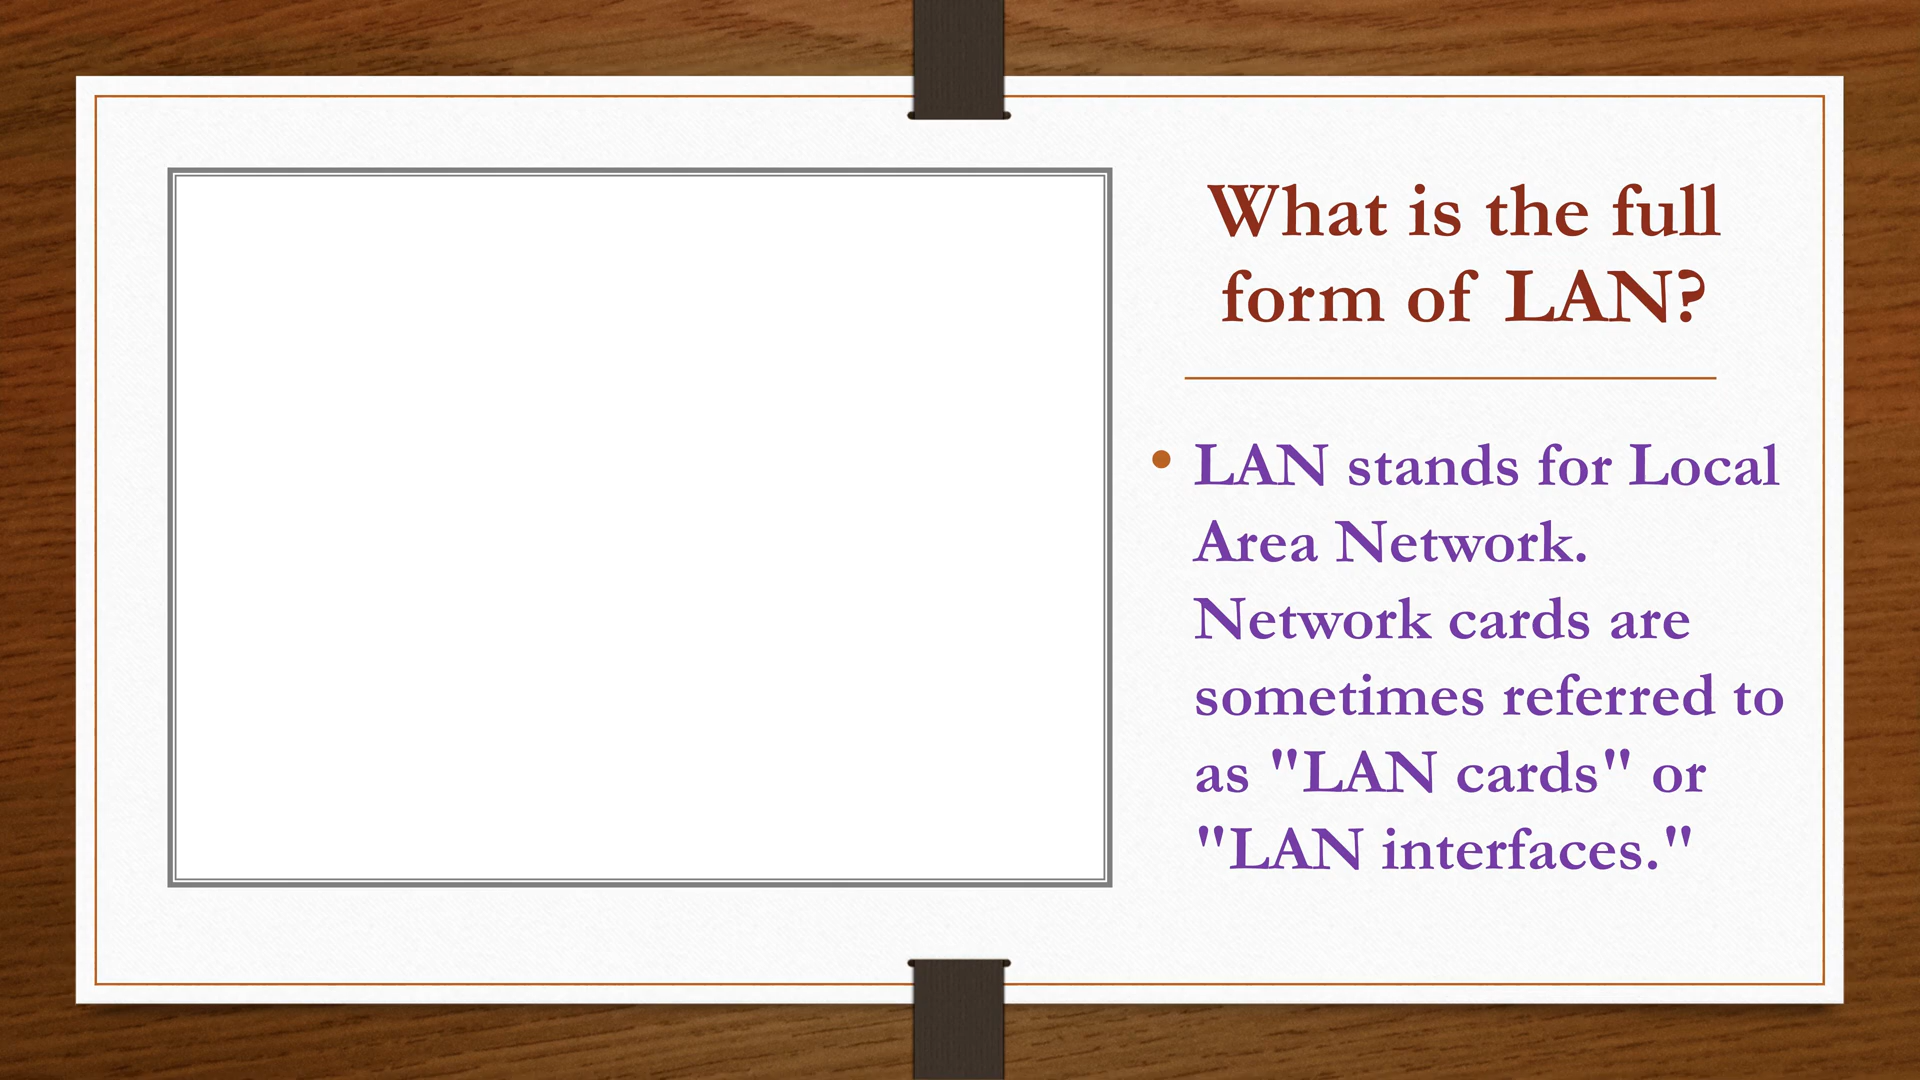 What is the full
form of LAN?
• LAN stands for Local
Area Network.
Network cards are
sometimes referred to
as "LAN cards" or
"LAN interfaces."